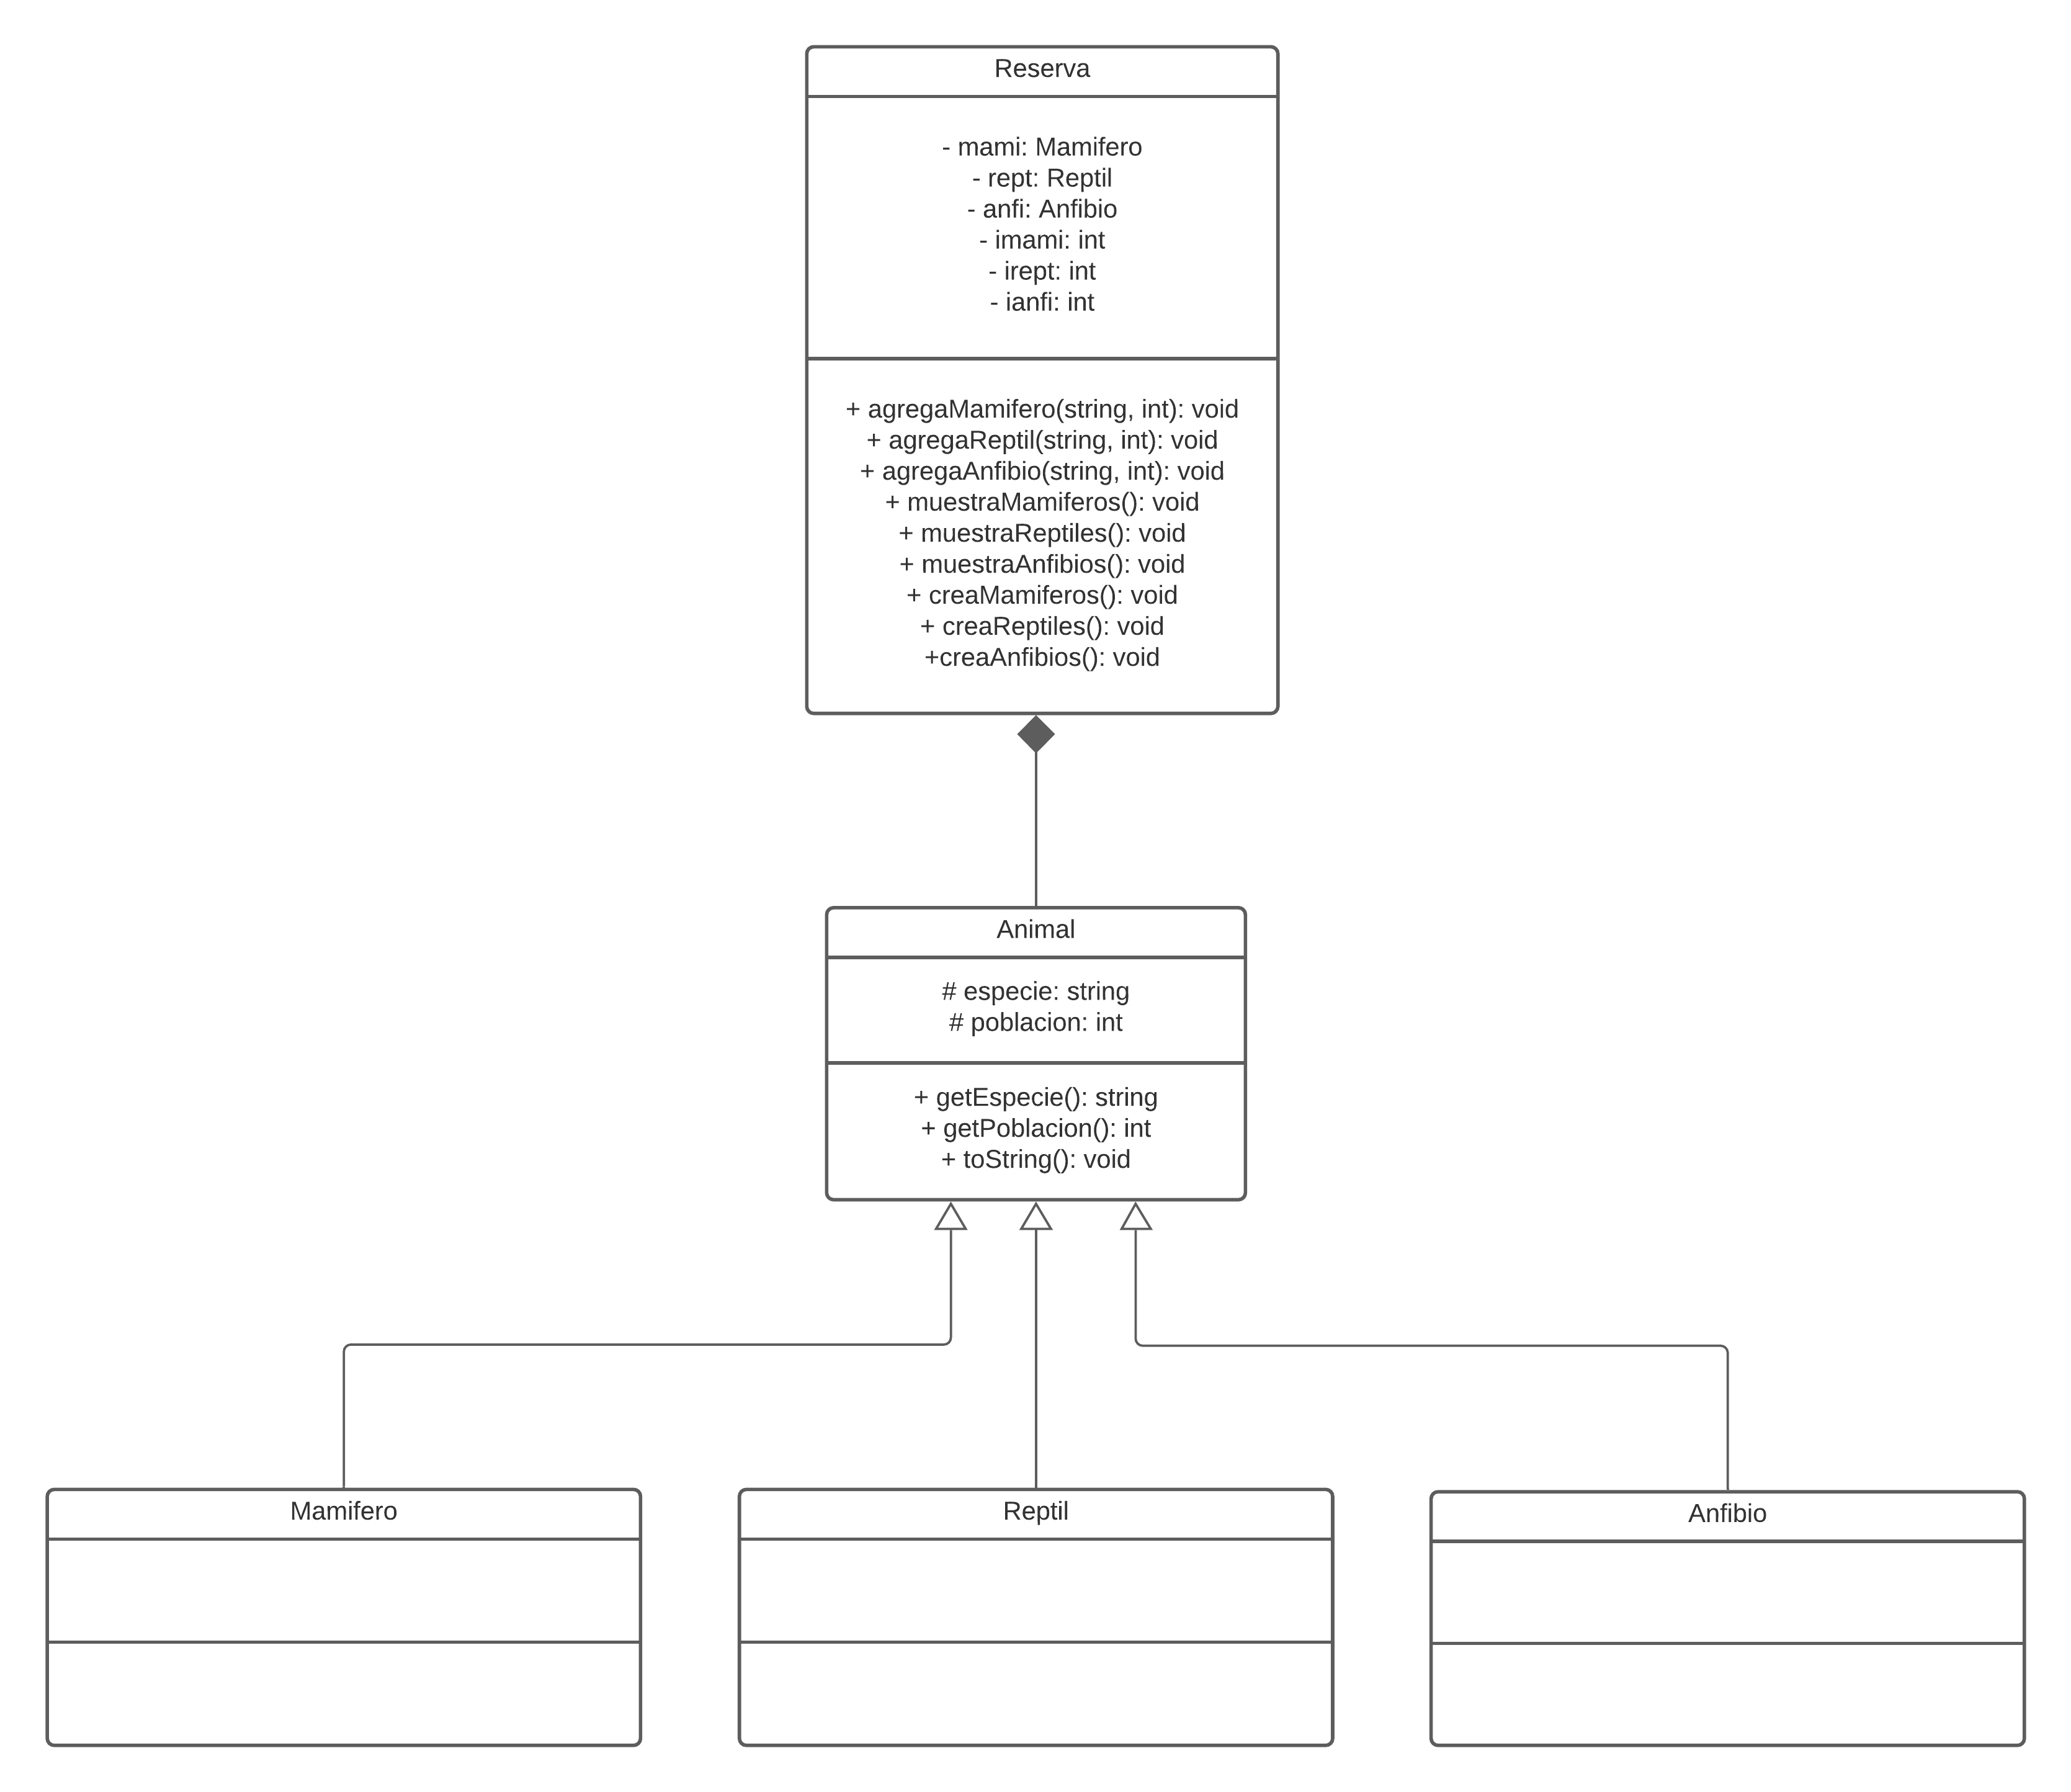 Reserva
- mami: Mamifero
- rept: Reptil
- anfi: Anfibio
- imami: int
- irept: int
- ianfi: int
+ agregaMamifero(string, int): void
+ agregaReptil(string, int): void
+ agregaAnfibio(string, int): void
+ muestraMamiferos(): void
+ muestraReptiles(): void
+ muestraAnfibios(): void
+ creaMamiferos(): void
+ creaReptiles(): void
+creaAnfibios(): void
Animal
# especie: string
# poblacion: int
+ getEspecie(): string
+ getPoblacion(): int
+ toString(): void
Mamifero
Reptil
Anfibio